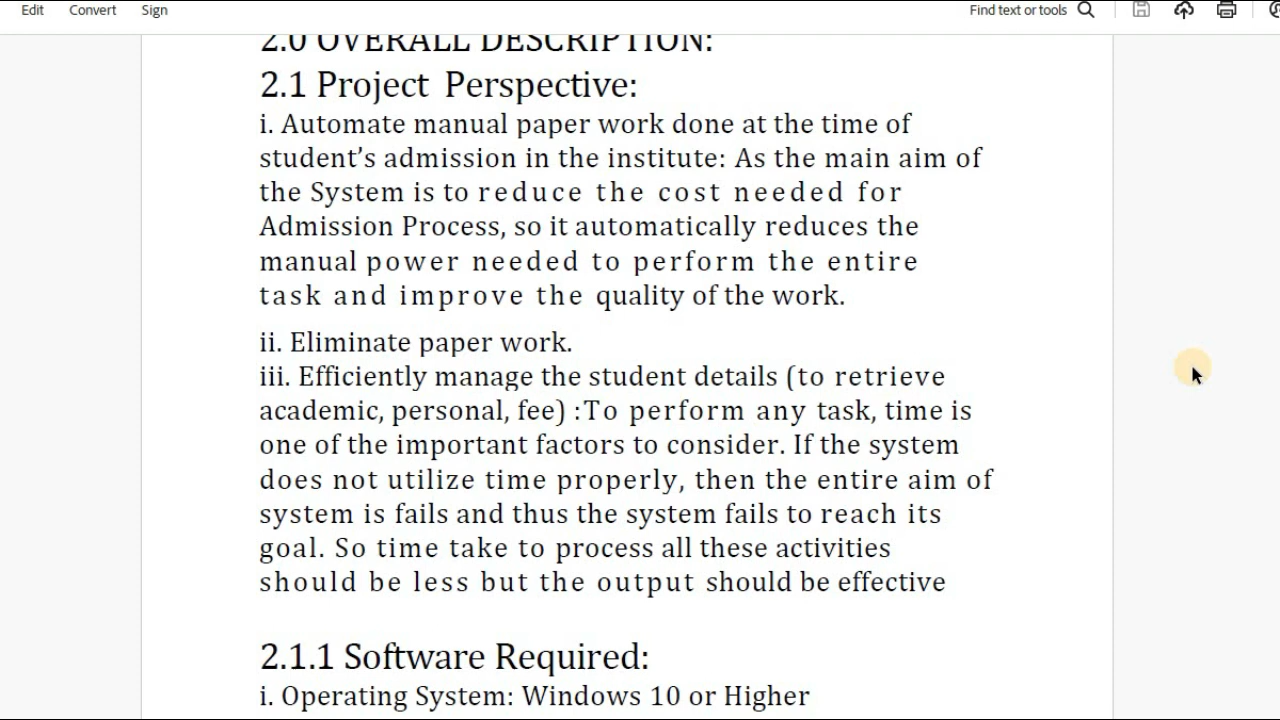 Edit Convert Sign Find text or tools
2.0 OVERALL DESCRIPTION:
2.1 Project Perspective:
i. Automate manual paper work done at the time of
student’s admission in the institute: As the main aim of
the System is to reduce the cost needed for
Admission Process, so it automatically reduces the
manual power needed to perform the entire
task and improve the quality of the work.
ii. Eliminate paper work.
iii. Efficiently manage the student details (to retrieve
academic, personal, fee) :To perform any task, time is
one of the important factors to consider. If the system
does not utilize time properly, then the entire aim of
system is fails and thus the system fails to reach its
goal. So time take to process all these activities
should be less but the output should be effective
2.1.1 Software Required:
i. Operating System: Windows 10 or Higher